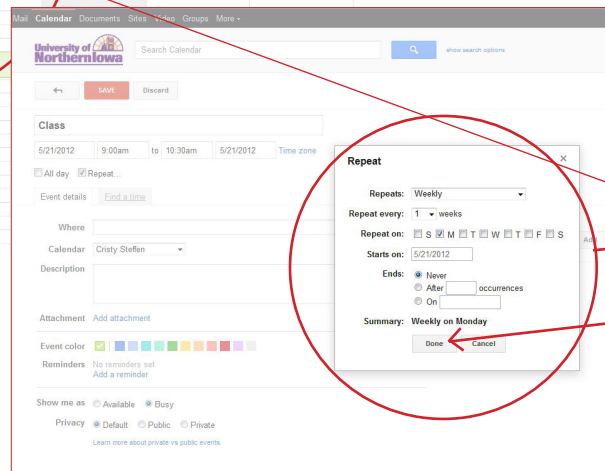 Mail Calendar Documents Sites Video Groups More
University of
Northern Iowa
Search Calendar
show search options
SAVE Discard
Class
5/21/2012 9:00am to 10:30am 5/21/2012 Time zone
All day Repeat...
Event details Find a time
Where
Calendar Cristy Steffen
Description
Attachment Add attachment
Event color
Reminders No reminders set
Add a reminder
Show me as Available Busy
Privacy Default Public Private
Learn more about private vs public events
Repeat
Repeats: Weekly
Repeat every: 1 weeks
Repeat on: S M T W T F S
Starts on: 5/21/2012
Ends: Never
After occurrences
On
Summary: Weekly on Monday
Done Cancel
Add